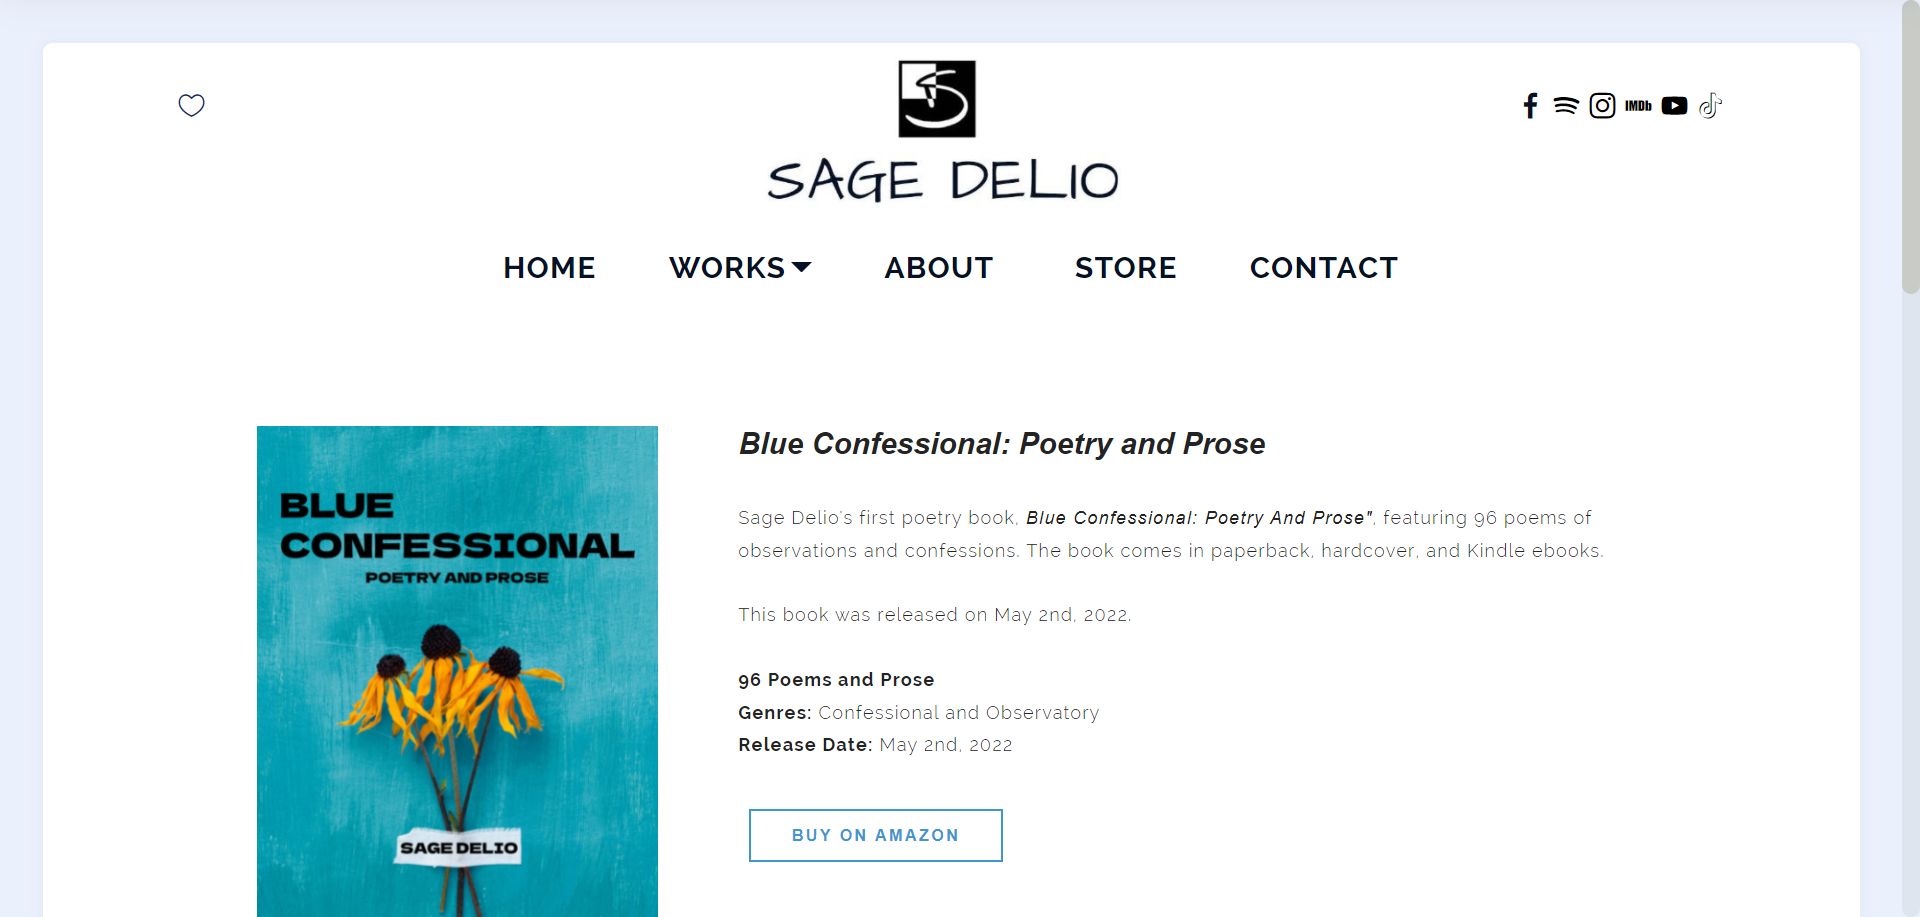 IMDb
SAGE DELIO
HOME WORKS ABOUT STORE CONTACT
BLUE
CONFESSIONAL
POETRY AND PROSE
SAGE DELIO
Blue Confessional: Poetry and Prose
Sage Delio's first poetry book, Blue Confessional: Poetry And Prose", featuring 96 poems of
observations and confessions. The book comes in paperback, hardcover, and Kindle ebooks.
This book was released on May 2nd, 2022.
96 Poems and Prose
Genres: Confessional and Observatory
Release Date: May 2nd, 2022
BUY ON AMAZON